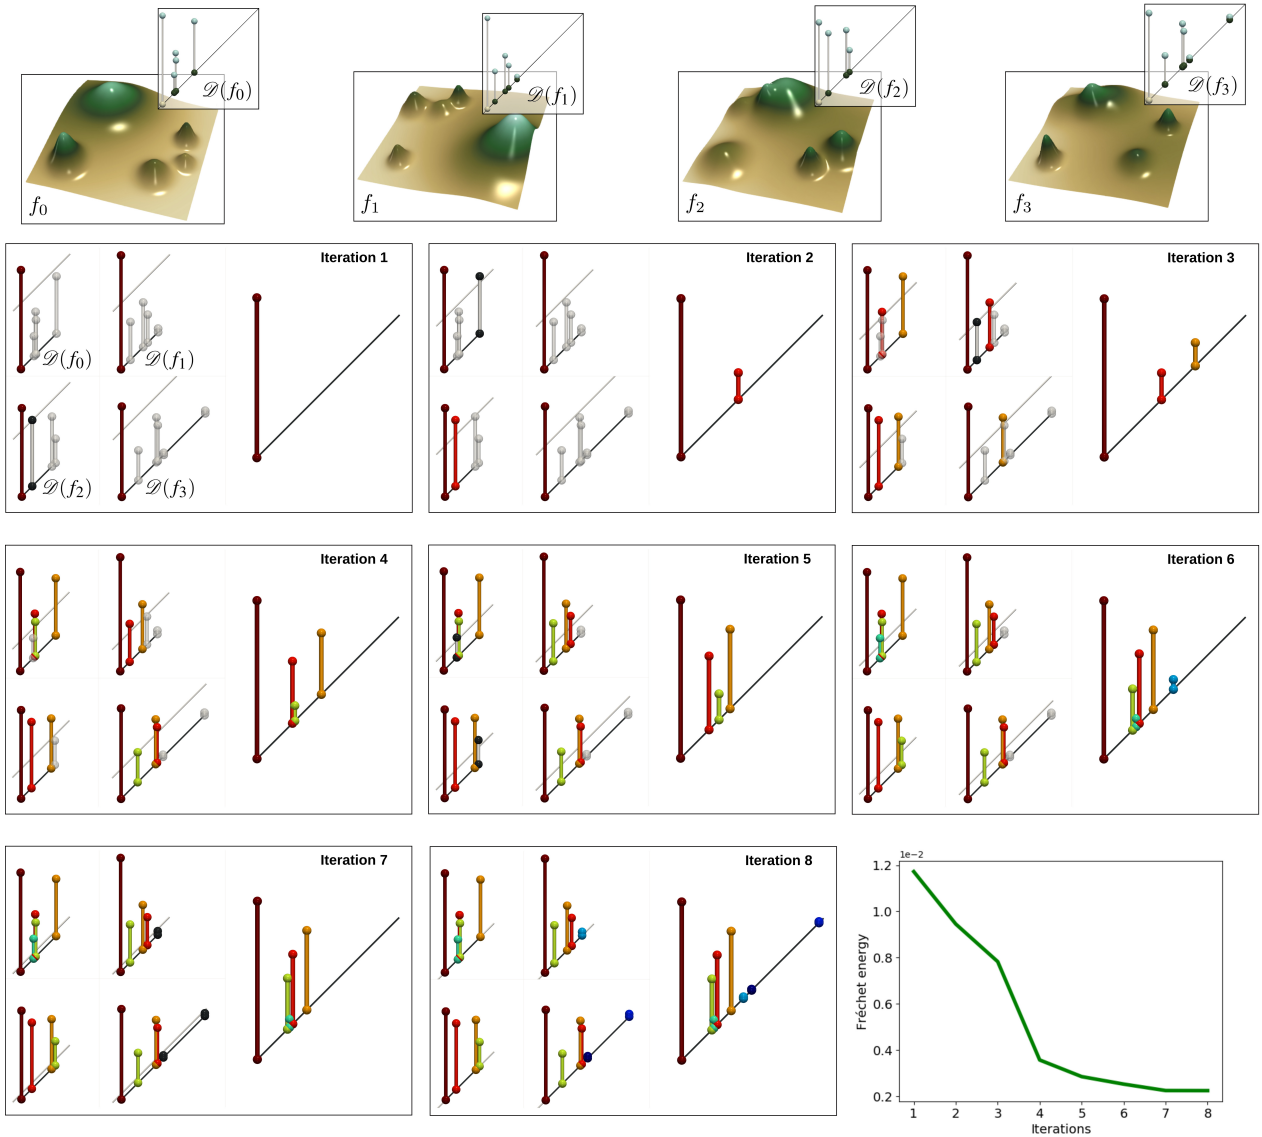 𝒟(f₀)
𝒟(f₁)
𝒟(f₂)
𝒟(f₃)
f₀
f₁
f₂
f₃
Iteration 1
𝒟(f₀)
𝒟(f₁)
𝒟(f₂)
𝒟(f₃)
Iteration 2
Iteration 3
Iteration 4
Iteration 5
Iteration 6
Iteration 7
Iteration 8
1e−2
1.2
1.0
0.8
0.6
0.4
0.2
Fréchet energy
1 2 3 4 5 6 7 8
Iterations